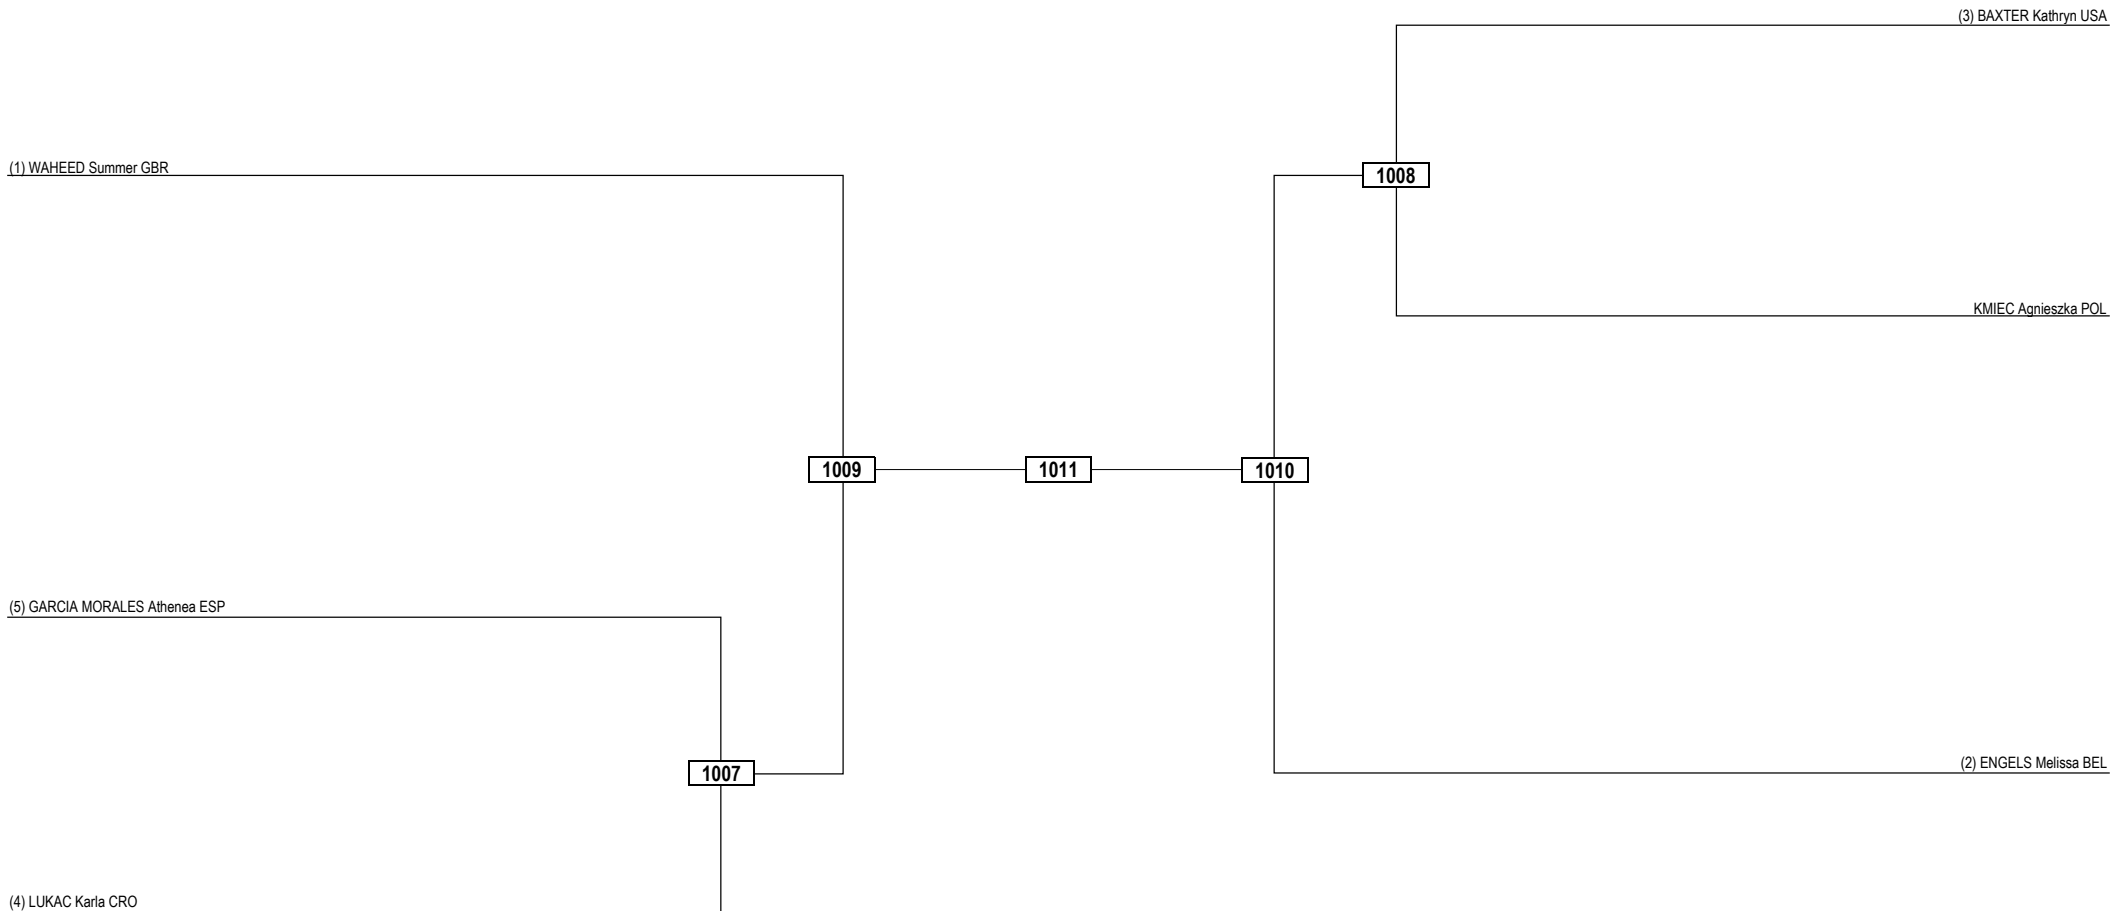 (3) BAXTER Kathryn USA
(1) WAHEED Summer GBR
1008
KMIEC Agnieszka POL
1009
1011
1010
(5) GARCIA MORALES Athenea ESP
1007
(2) ENGELS Melissa BEL
(4) LUKAC Karla CRO